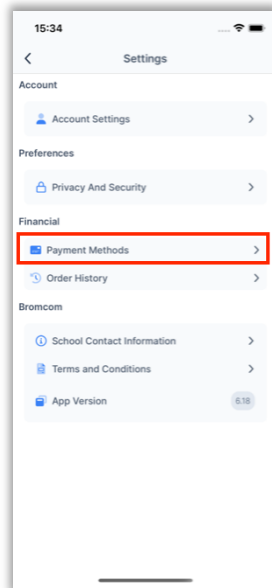 15:34
Settings
Account
Account Settings
Preferences
Privacy And Security
Financial
Payment Methods
Order History
Bromcom
School Contact Information
Terms and Conditions
App Version 6.18